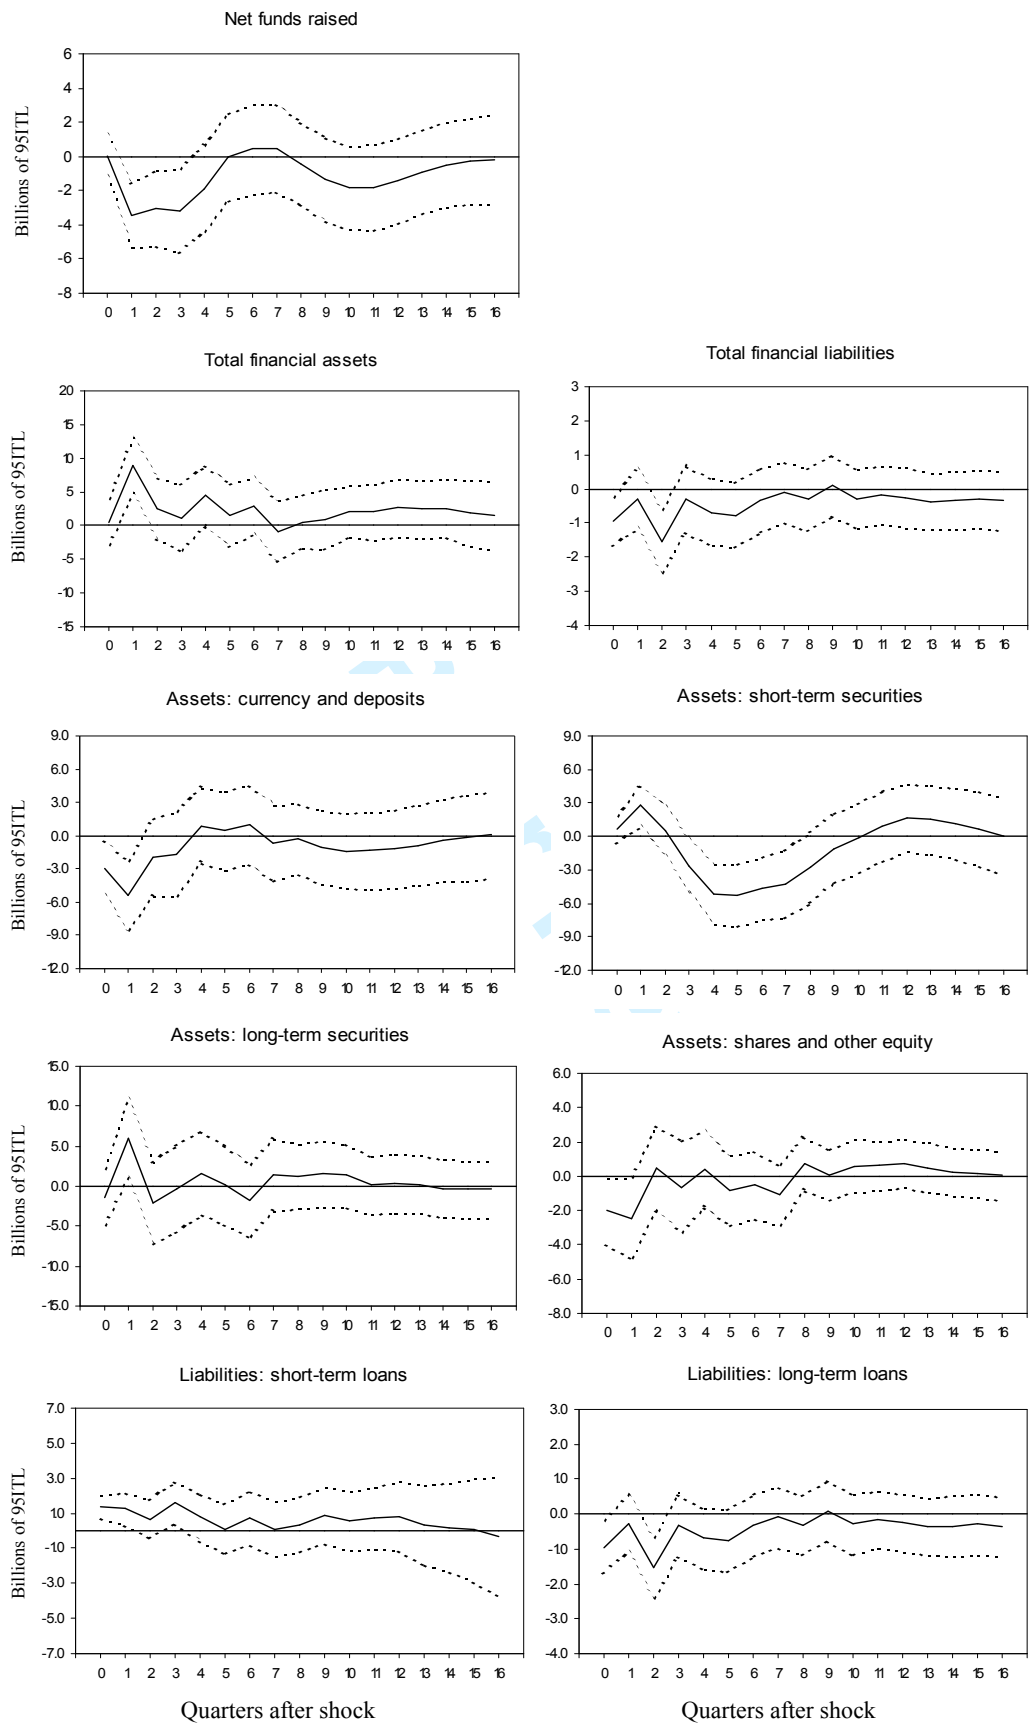 Net funds raised
Billions of 95ITL
6
4
2
0
-2
-4
-6
-8
0 1 2 3 4 5 6 7 8 9 10 11 12 13 14 15 16
Total financial assets
Billions of 95ITL
20
15
10
5
0
-5
-10
-15
0 1 2 3 4 5 6 7 8 9 10 11 12 13 14 15 16
Total financial liabilities
3
2
1
0
-1
-2
-3
-4
0 1 2 3 4 5 6 7 8 9 10 11 12 13 14 15 16
Assets: currency and deposits
Billions of 95ITL
9.0
6.0
3.0
0.0
-3.0
-6.0
-9.0
-12.0
0 1 2 3 4 5 6 7 8 9 10 11 12 13 14 15 16
Assets: short-term securities
9.0
6.0
3.0
0.0
-3.0
-6.0
-9.0
-12.0
0 1 2 3 4 5 6 7 8 9 10 11 12 13 14 15 16
Assets: long-term securities
Billions of 95ITL
15.0
10.0
5.0
0.0
-5.0
-10.0
-15.0
0 1 2 3 4 5 6 7 8 9 10 11 12 13 14 15 16
Assets: shares and other equity
6.0
4.0
2.0
0.0
-2.0
-4.0
-6.0
-8.0
0 1 2 3 4 5 6 7 8 9 10 11 12 13 14 15 16
Liabilities: short-term loans
Billions of 95ITL
7.0
5.0
3.0
1.0
-1.0
-3.0
-5.0
-7.0
0 1 2 3 4 5 6 7 8 9 10 11 12 13 14 15 16
Quarters after shock
Liabilities: long-term loans
3.0
2.0
1.0
0.0
-1.0
-2.0
-3.0
-4.0
0 1 2 3 4 5 6 7 8 9 10 11 12 13 14 15 16
Quarters after shock